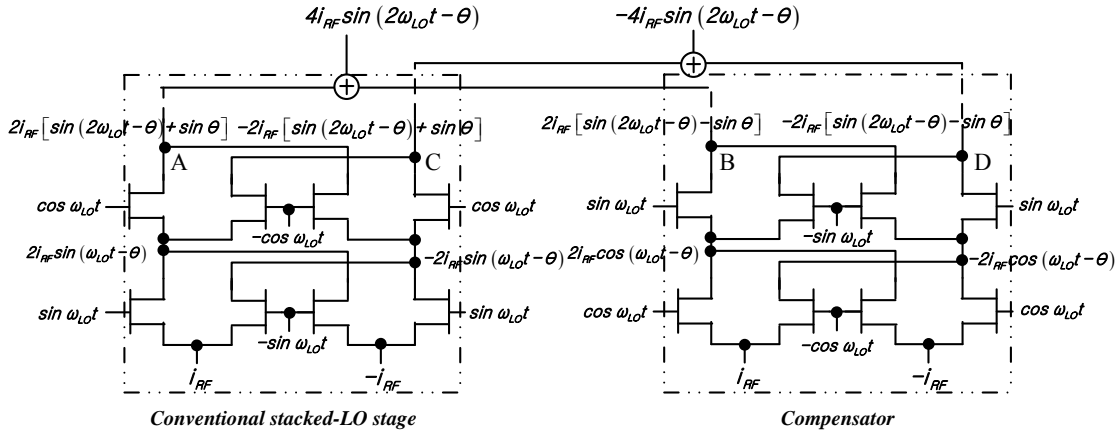 4i_RF sin (2ω_LO t – θ) –4i_RF sin (2ω_LO t – θ)
+ +
2i_RF [sin (2ω_LO t – θ) + sin θ] –2i_RF [sin (2ω_LO t – θ) + sin θ] 2i_RF [sin (2ω_LO t – θ) – sin θ] –2i_RF [sin (2ω_LO t – θ) – sin θ]
A C B D
cos ω_LO t cos ω_LO t sin ω_LO t sin ω_LO t
–cos ω_LO t –sin ω_LO t
2i_RF sin (ω_LO t – θ) –2i_RF sin (ω_LO t – θ) 2i_RF cos (ω_LO t – θ) –2i_RF cos (ω_LO t – θ)
sin ω_LO t sin ω_LO t cos ω_LO t cos ω_LO t
–sin ω_LO t –cos ω_LO t
i_RF –i_RF i_RF –i_RF
Conventional stacked-LO stage Compensator